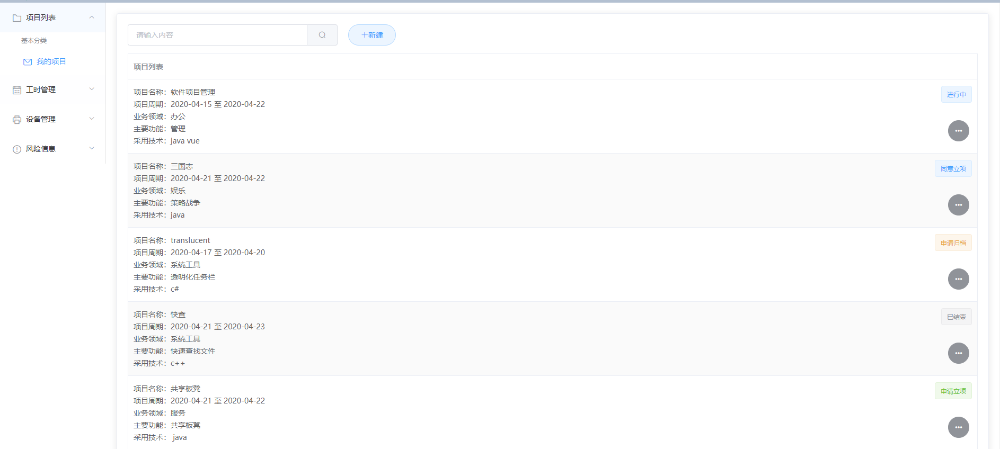 项目列表
基本分类
我的项目
工时管理
设备管理
风险信息
请输入内容
新建
项目列表
项目名称：软件项目管理
进行中
项目周期：2020-04-15 至 2020-04-22
业务领域：办公
主要功能：管理
采用技术：java vue
项目名称：三国志
同意立项
项目周期：2020-04-21 至 2020-04-22
业务领域：娱乐
主要功能：策略战争
采用技术：java
项目名称：translucent
申请归档
项目周期：2020-04-17 至 2020-04-20
业务领域：系统工具
主要功能：透明化任务栏
采用技术：c#
项目名称：快查
已结束
项目周期：2020-04-21 至 2020-04-23
业务领域：系统工具
主要功能：快速查找文件
采用技术：c++
项目名称：共享板凳
申请立项
项目周期：2020-04-21 至 2020-04-22
业务领域：服务
主要功能：共享板凳
采用技术： java